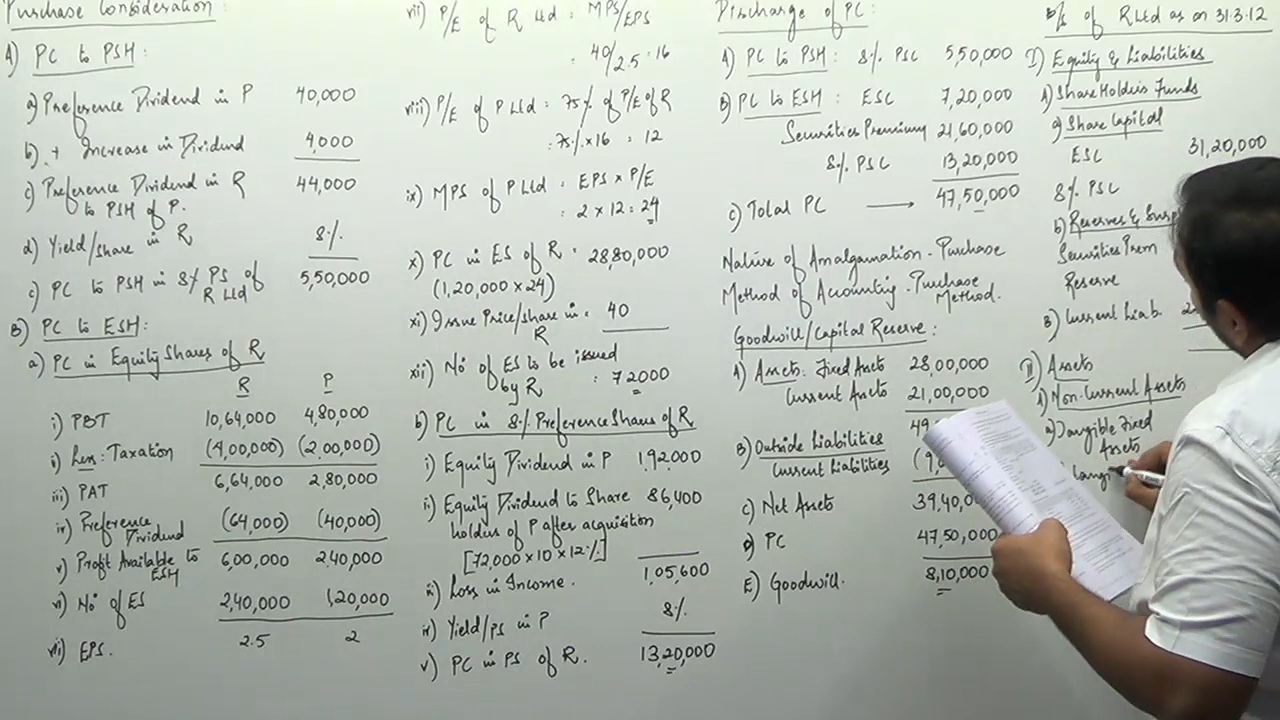 Purchase Consideration:
A) PC to PSH:
a) Preference Dividend in P 40,000
b) + Increase in Dividend 4,000
c) Preference Dividend in R 44,000
to PSH of P.
d) Yield/share in R 8%
e) PC to PSH in 8% PS of 5,50,000
R Ltd
B) PC to ESH:
a) PC in Equity Shares of R
R P
i) PBT 10,64,000 4,80,000
ii) Less: Taxation (4,00,000) (2,00,000)
iii) PAT 6,64,000 2,80,000
iv) Preference (64,000) (40,000)
Dividend
v) Profit Available to 6,00,000 2,40,000
ESH
vi) No of ES 2,40,000 1,20,000
vii) EPS. 2.5 2
vii) P/E of R Ltd = MPS/EPS
= 40/2.5 = 16
viii) P/E of P Ltd = 75% of P/E of R
= 75% × 16 = 12
ix) MPS of P Ltd = EPS × P/E
= 2 × 12 = 24
x) PC in ES of R = 28,80,000
(1,20,000 × 24)
xi) Issue Price/share in = 40
R
xii) No of ES to be issued
by R = 72000
b) PC in 8% Preference Shares of R
i) Equity Dividend in P 1,92,000
ii) Equity Dividend to Share 86,400
holders of P after acquisition
[72,000 × 10 × 12%]
iii) Loss in Income. 1,05,600
iv) Yield/PS in P 8%
v) PC in PS of R. 13,20,000
Discharge of PC:
A) PC to PSH: 8% PSC 5,50,000
B) PC to ESH: ESC 7,20,000
Securities Premium 21,60,000
8% PSC 13,20,000
C) Total PC → 47,50,000
Nature of Amalgamation - Purchase
Method of Accounting - Purchase
Method.
Goodwill/Capital Reserve:
A) Assets: Fixed Assets 28,00,000
Current Assets 21,00,000
49,
B) Outside Liabilities
Current Liabilities (9,
C) Net Assets 39,40,0
D) PC 47,50,000
E) Goodwill. 8,10,000
B/S of R Ltd as on 31.3.12
I) Equity & Liabilities
A) Share Holders Funds
a) Share Capital
ESC 31,20,000
8% PSC
b) Reserves & Surp
Securities Prem
Reserve
B) Current Liab.
II) Assets
A) Non-Current Assets
a) Tangible Fixed
Assets